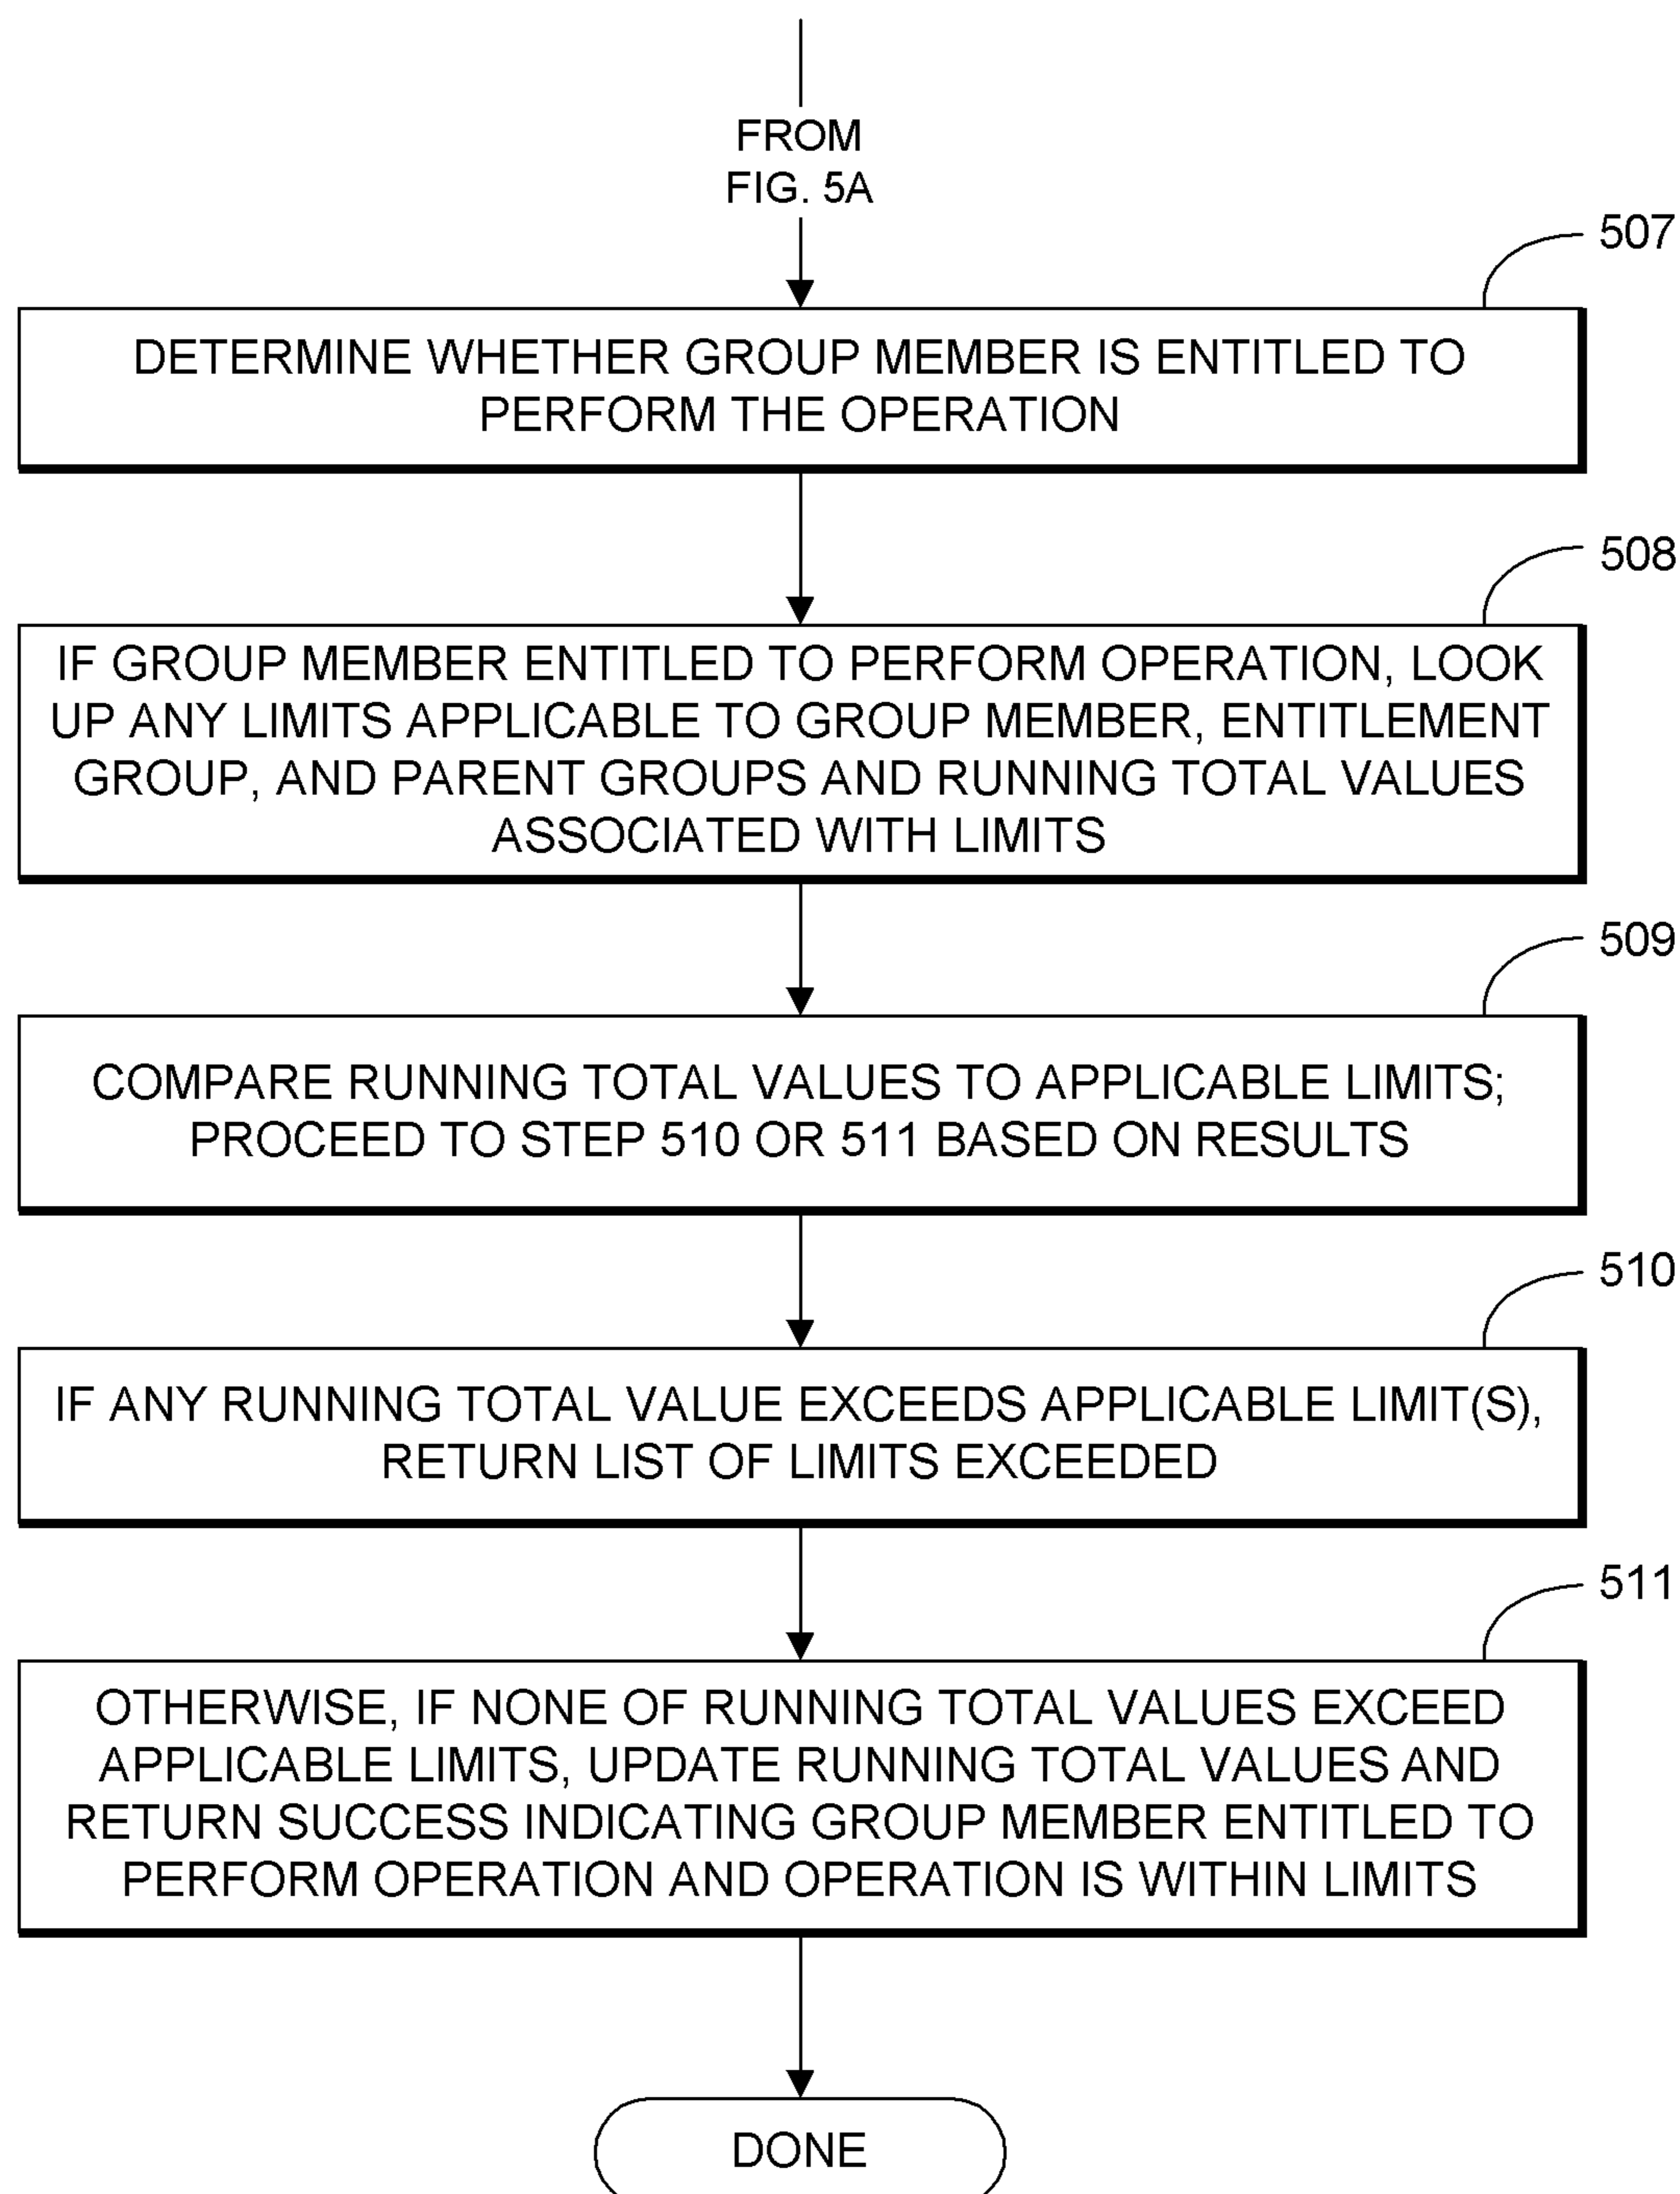 FROM
FIG. 5A
507
DETERMINE WHETHER GROUP MEMBER IS ENTITLED TO
PERFORM THE OPERATION
508
IF GROUP MEMBER ENTITLED TO PERFORM OPERATION, LOOK
UP ANY LIMITS APPLICABLE TO GROUP MEMBER, ENTITLEMENT
GROUP, AND PARENT GROUPS AND RUNNING TOTAL VALUES
ASSOCIATED WITH LIMITS
509
COMPARE RUNNING TOTAL VALUES TO APPLICABLE LIMITS;
PROCEED TO STEP 510 OR 511 BASED ON RESULTS
510
IF ANY RUNNING TOTAL VALUE EXCEEDS APPLICABLE LIMIT(S),
RETURN LIST OF LIMITS EXCEEDED
511
OTHERWISE, IF NONE OF RUNNING TOTAL VALUES EXCEED
APPLICABLE LIMITS, UPDATE RUNNING TOTAL VALUES AND
RETURN SUCCESS INDICATING GROUP MEMBER ENTITLED TO
PERFORM OPERATION AND OPERATION IS WITHIN LIMITS
DONE